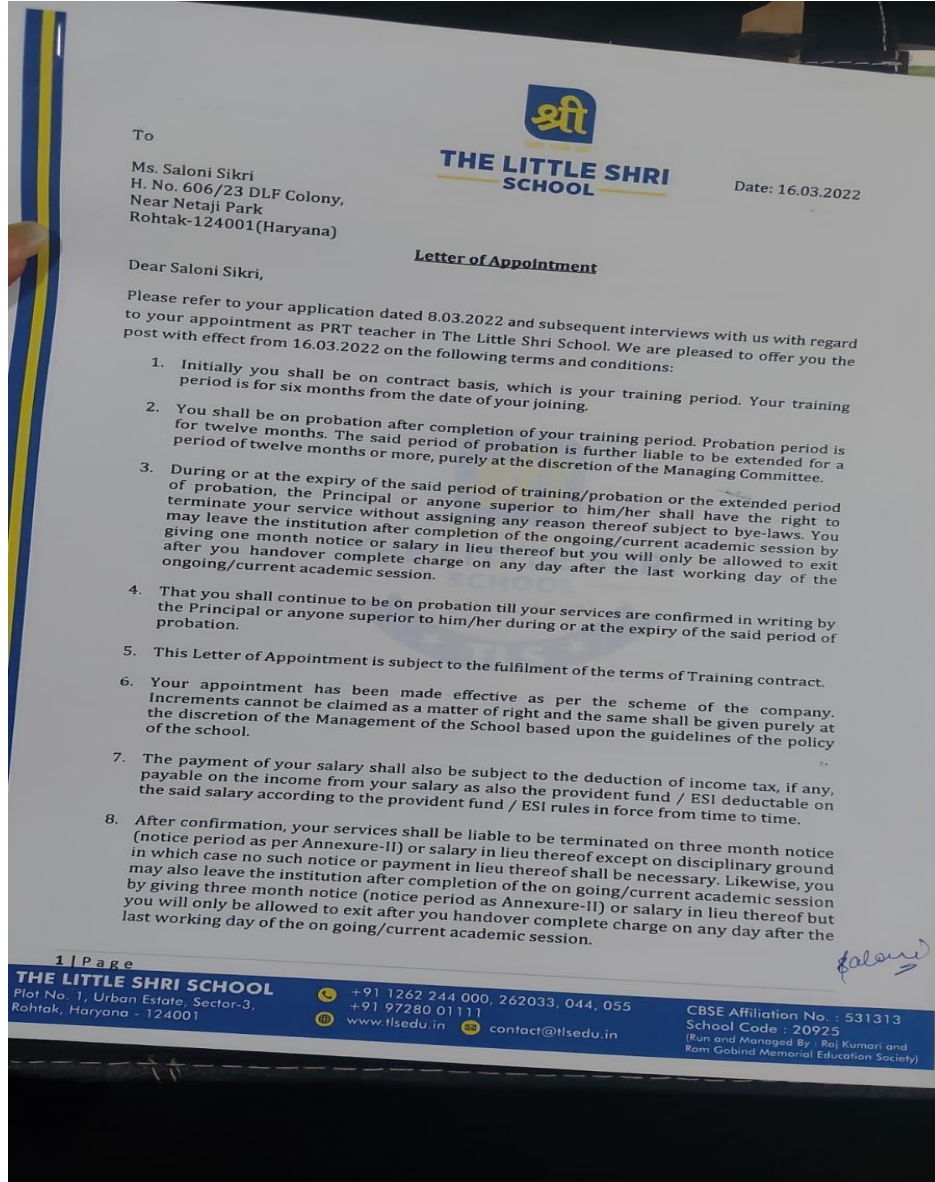 श्री
THE LITTLE SHRI
SCHOOL
To
Ms. Saloni Sikri
H. No. 606/23 DLF Colony,
Near Netaji Park
Rohtak-124001(Haryana)
Date: 16.03.2022
Letter of Appointment
Dear Saloni Sikri,
Please refer to your application dated 8.03.2022 and subsequent interviews with us with regard
to your appointment as PRT teacher in The Little Shri School. We are pleased to offer you the
post with effect from 16.03.2022 on the following terms and conditions:
1. Initially you shall be on contract basis, which is your training period. Your training
period is for six months from the date of your joining.
2. You shall be on probation after completion of your training period. Probation period is
for twelve months. The said period of probation is further liable to be extended for a
period of twelve months or more, purely at the discretion of the Managing Committee.
3. During or at the expiry of the said period of training/probation or the extended period
of probation, the Principal or anyone superior to him/her shall have the right to
terminate your service without assigning any reason thereof subject to bye-laws. You
may leave the institution after completion of the ongoing/current academic session by
giving one month notice or salary in lieu thereof but you will only be allowed to exit
after you handover complete charge on any day after the last working day of the
ongoing/current academic session.
4. That you shall continue to be on probation till your services are confirmed in writing by
the Principal or anyone superior to him/her during or at the expiry of the said period of
probation.
5. This Letter of Appointment is subject to the fulfilment of the terms of Training contract.
6. Your appointment has been made effective as per the scheme of the company.
Increments cannot be claimed as a matter of right and the same shall be given purely at
the discretion of the Management of the School based upon the guidelines of the policy
of the school.
7. The payment of your salary shall also be subject to the deduction of income tax, if any,
payable on the income from your salary as also the provident fund / ESI deductable on
the said salary according to the provident fund / ESI rules in force from time to time.
8. After confirmation, your services shall be liable to be terminated on three month notice
(notice period as per Annexure-II) or salary in lieu thereof except on disciplinary ground
in which case no such notice or payment in lieu thereof shall be necessary. Likewise, you
may also leave the institution after completion of the on going/current academic session
by giving three month notice (notice period as Annexure-II) or salary in lieu thereof but
you will only be allowed to exit after you handover complete charge on any day after the
last working day of the on going/current academic session.
Saloni
1 | Page
THE LITTLE SHRI SCHOOL
Plot No. 1, Urban Estate, Sector-3,
Rohtak, Haryana - 124001
+91 1262 244 000, 262033, 044, 055
+91 97280 01111
www.tlsedu.in contact@tlsedu.in
CBSE Affiliation No. : 531313
School Code : 20925
(Run and Managed By : Raj Kumari and
Ram Gobind Memorial Education Society)
SCHOOL
TLS